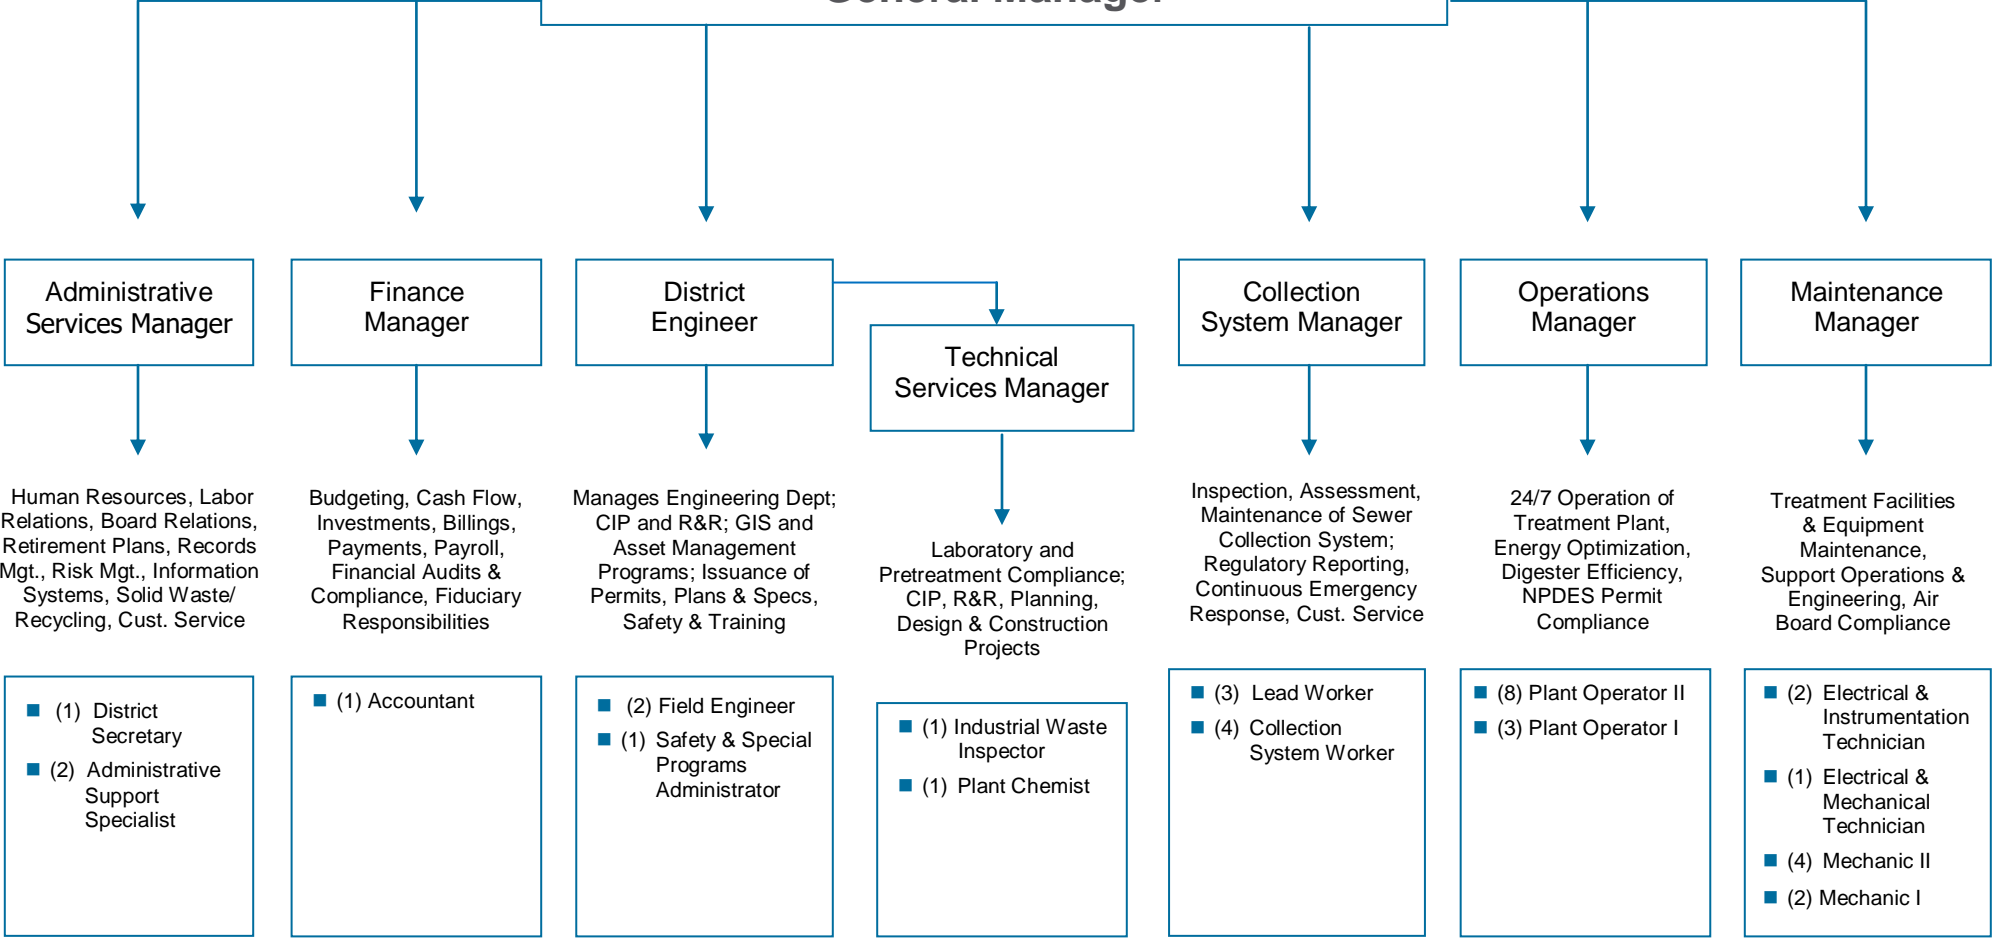 General Manager
Administrative
Services Manager
Finance
Manager
District
Engineer
Technical
Services Manager
Collection
System Manager
Operations
Manager
Maintenance
Manager
Human Resources, Labor
Relations, Board Relations,
Retirement Plans, Records
Mgt., Risk Mgt., Information
Systems, Solid Waste/
Recycling, Cust. Service
Budgeting, Cash Flow,
Investments, Billings,
Payments, Payroll,
Financial Audits &
Compliance, Fiduciary
Responsibilities
Manages Engineering Dept;
CIP and R&R; GIS and
Asset Management
Programs; Issuance of
Permits, Plans & Specs,
Safety & Training
Laboratory and
Pretreatment Compliance;
CIP, R&R, Planning,
Design & Construction
Projects
Inspection, Assessment,
Maintenance of Sewer
Collection System;
Regulatory Reporting,
Continuous Emergency
Response, Cust. Service
24/7 Operation of
Treatment Plant,
Energy Optimization,
Digester Efficiency,
NPDES Permit
Compliance
Treatment Facilities
& Equipment
Maintenance,
Support Operations &
Engineering, Air
Board Compliance
(1) District
Secretary
(2) Administrative
Support
Specialist
(1) Accountant
(2) Field Engineer
(1) Safety & Special
Programs
Administrator
(1) Industrial Waste
Inspector
(1) Plant Chemist
(3) Lead Worker
(4) Collection
System Worker
(8) Plant Operator II
(3) Plant Operator I
(2) Electrical &
Instrumentation
Technician
(1) Electrical &
Mechanical
Technician
(4) Mechanic II
(2) Mechanic I